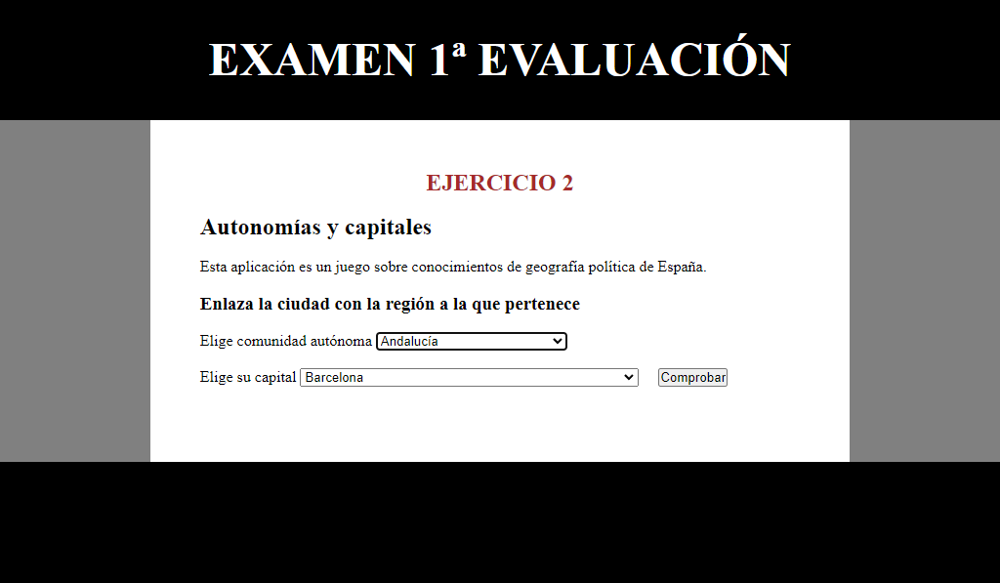 EXAMEN 1ª EVALUACIÓN
EJERCICIO 2
Autonomías y capitales
Esta aplicación es un juego sobre conocimientos de geografía política de España.
Enlaza la ciudad con la región a la que pertenece
Elige comunidad autónoma Andalucía
Elige su capital Barcelona Comprobar